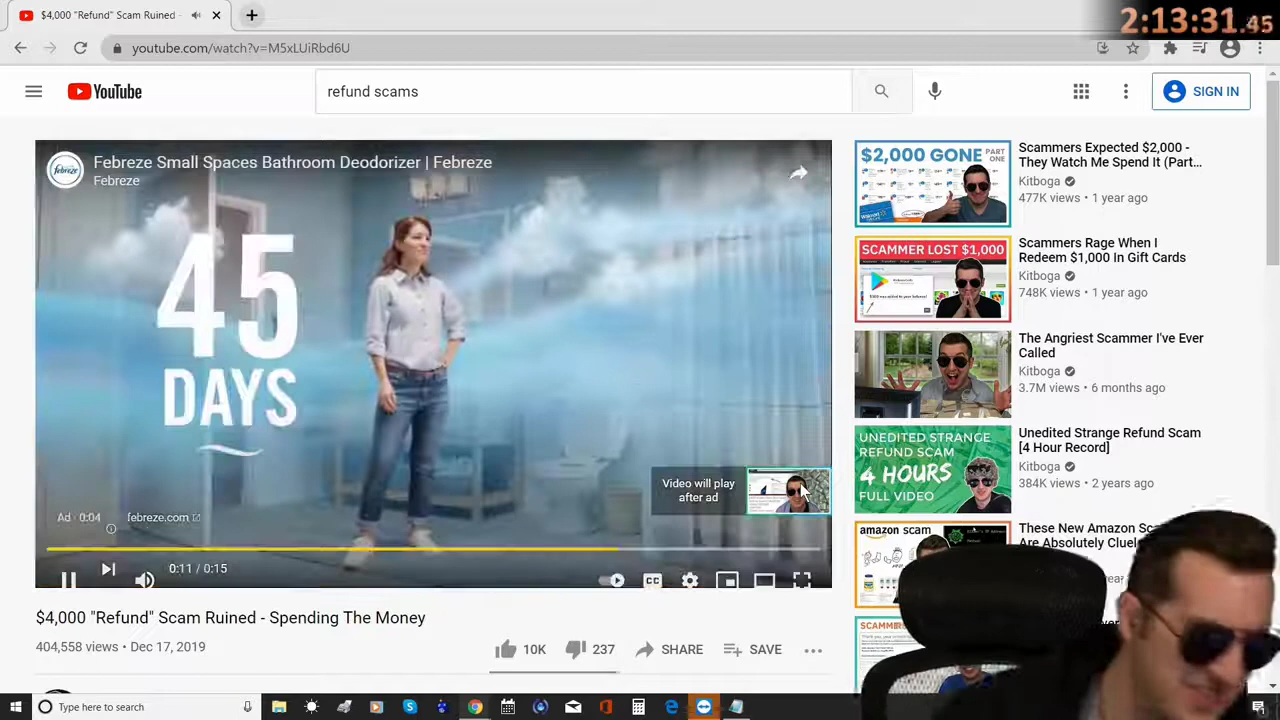 $4,000 "Refund" Scam Ruined -
2:13:31.45
youtube.com/watch?v=M5xLUiRbd6U
YouTube
refund scams
SIGN IN
Febreze Small Spaces Bathroom Deodorizer | Febreze
Febreze
febreze
45
DAYS
Video will play
after ad
Ad · 0:04
febreze.com
0:11 / 0:15
CC
$4,000 "Refund" Scam Ruined - Spending The Money
404,558 views • Dec
10K
237
SHARE
SAVE
$2,000 GONE
PART
ONE
Scammers Expected $2,000 -
They Watch Me Spend It (Part...
Kitboga
477K views • 1 year ago
SCAMMER LOST $1,000
Scammers Rage When I
Redeem $1,000 In Gift Cards
Kitboga
748K views • 1 year ago
The Angriest Scammer I've Ever
Called
Kitboga
3.7M views • 6 months ago
UNEDITED STRANGE
REFUND SCAM
4 HOURS
FULL VIDEO
Unedited Strange Refund Scam
[4 Hour Record]
Kitboga
384K views • 2 years ago
amazon scam
These New Amazon
Are Absolutely
Type here to search